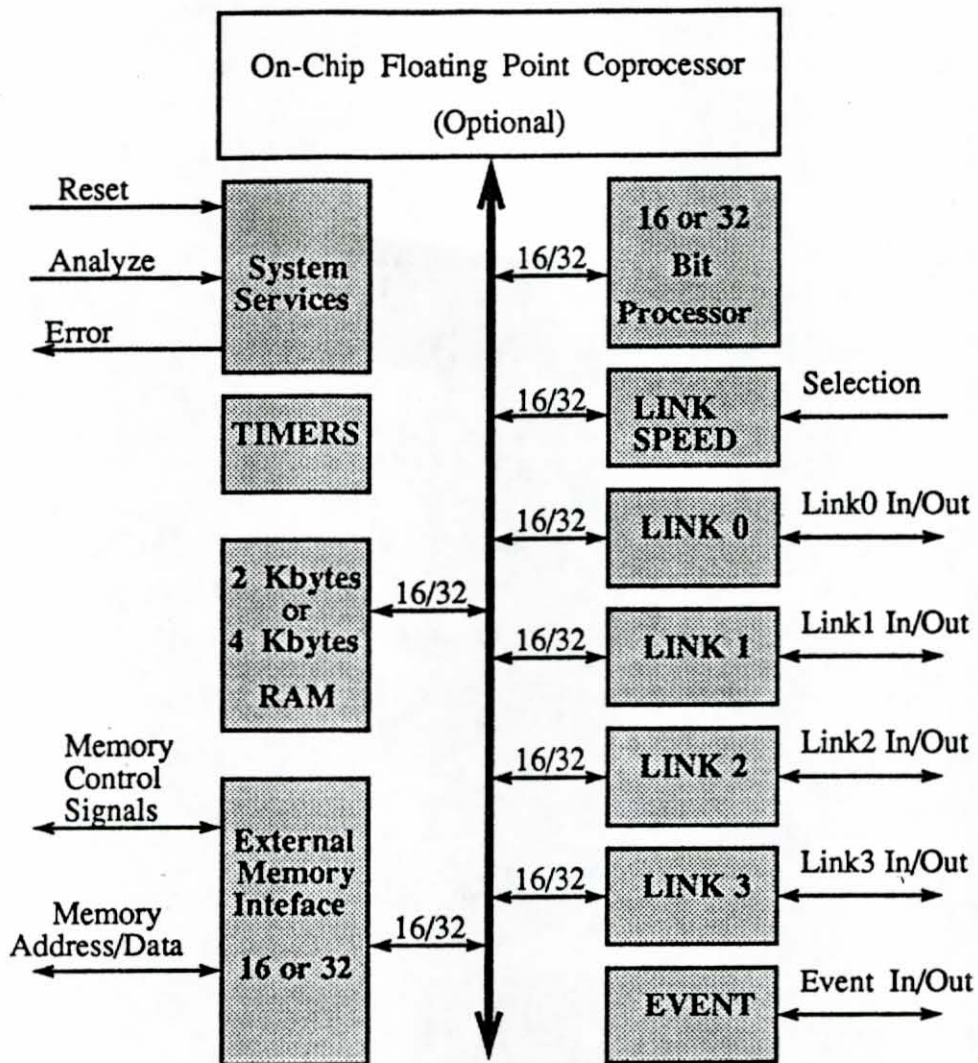 On-Chip Floating Point Coprocessor
(Optional)
Reset
Analyze
Error
System
Services
16/32
16 or 32
Bit
Processor
TIMERS
16/32
LINK
SPEED
Selection
16/32
LINK 0
Link0 In/Out
2 Kbytes
or
4 Kbytes
RAM
16/32
16/32
LINK 1
Link1 In/Out
16/32
LINK 2
Link2 In/Out
Memory
Control
Signals
Memory
Address/Data
External
Memory
Inteface
16 or 32
16/32
16/32
LINK 3
Link3 In/Out
EVENT
Event In/Out